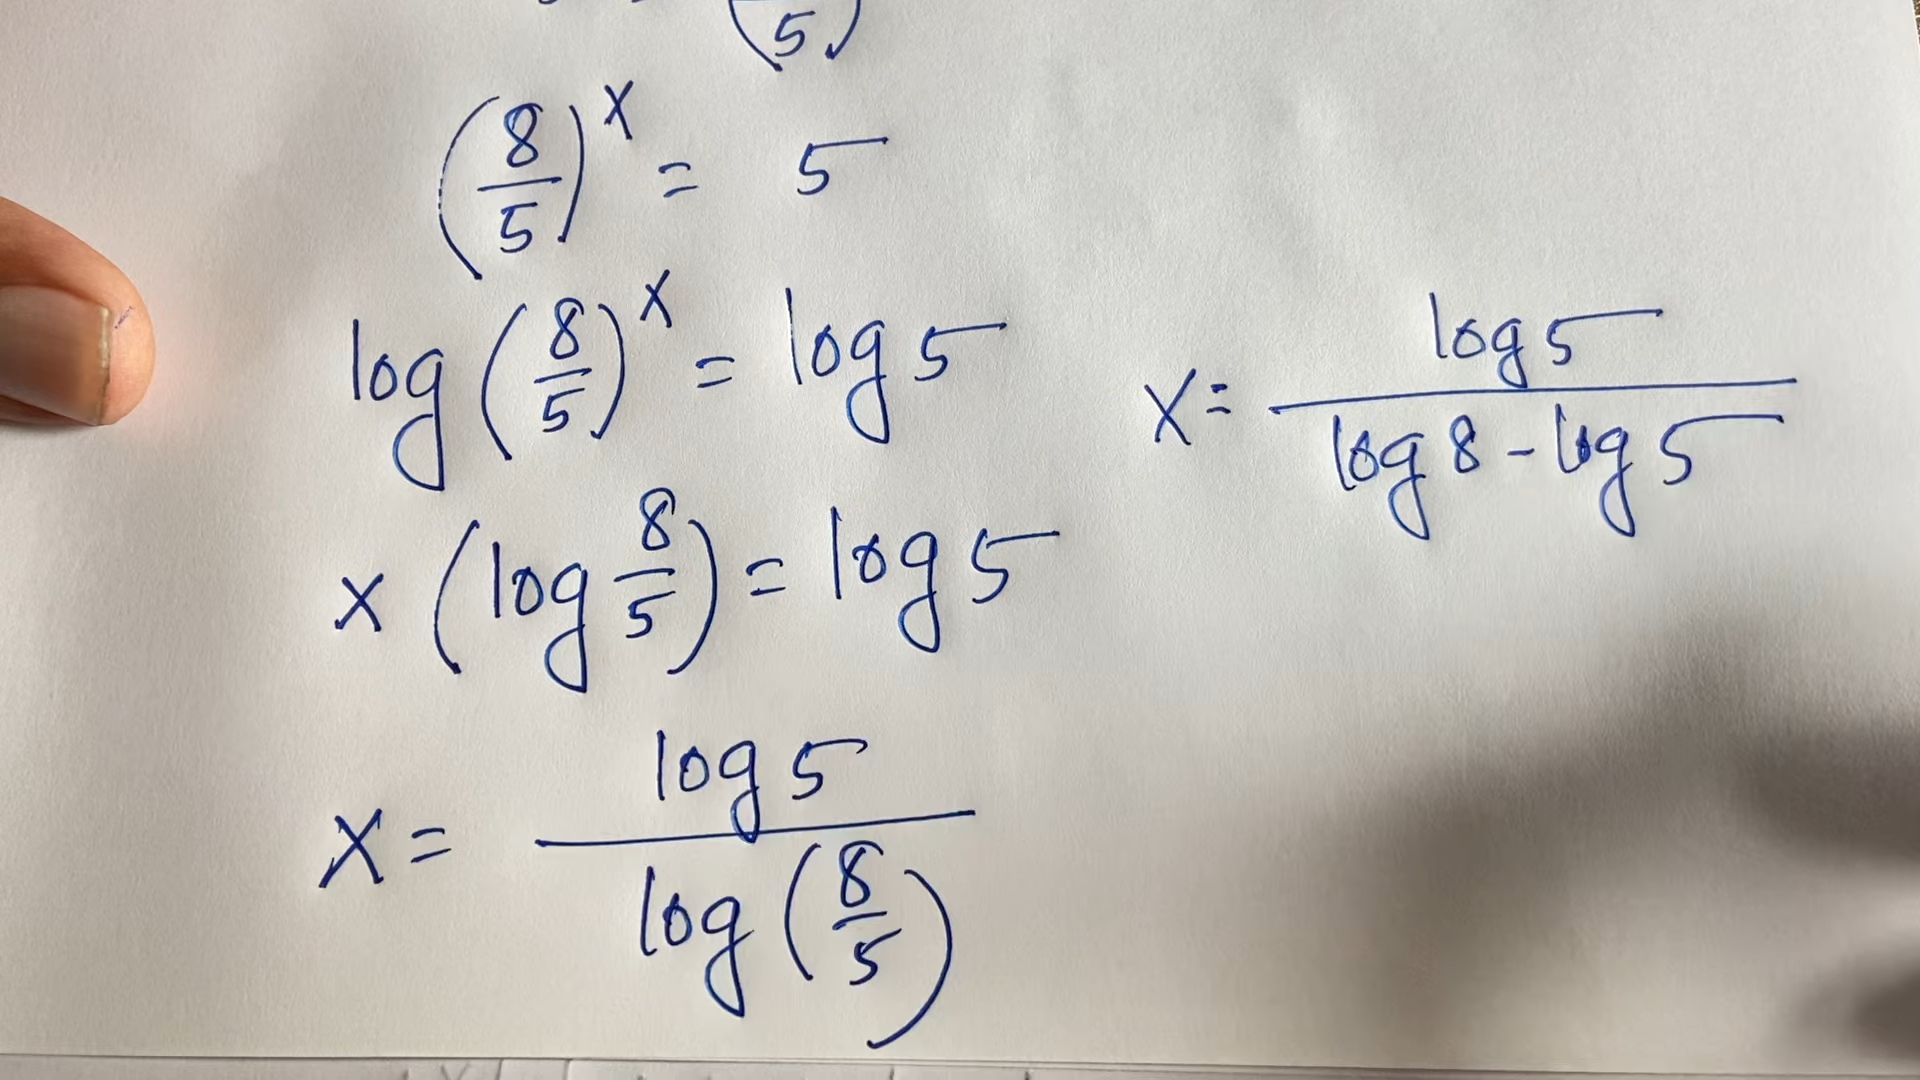 5)
(8/5)^x = 5
log (8/5)^x = log 5
x (log 8/5) = log 5
x = log 5 / log (8/5)
x = log 5 / log 8 - log 5